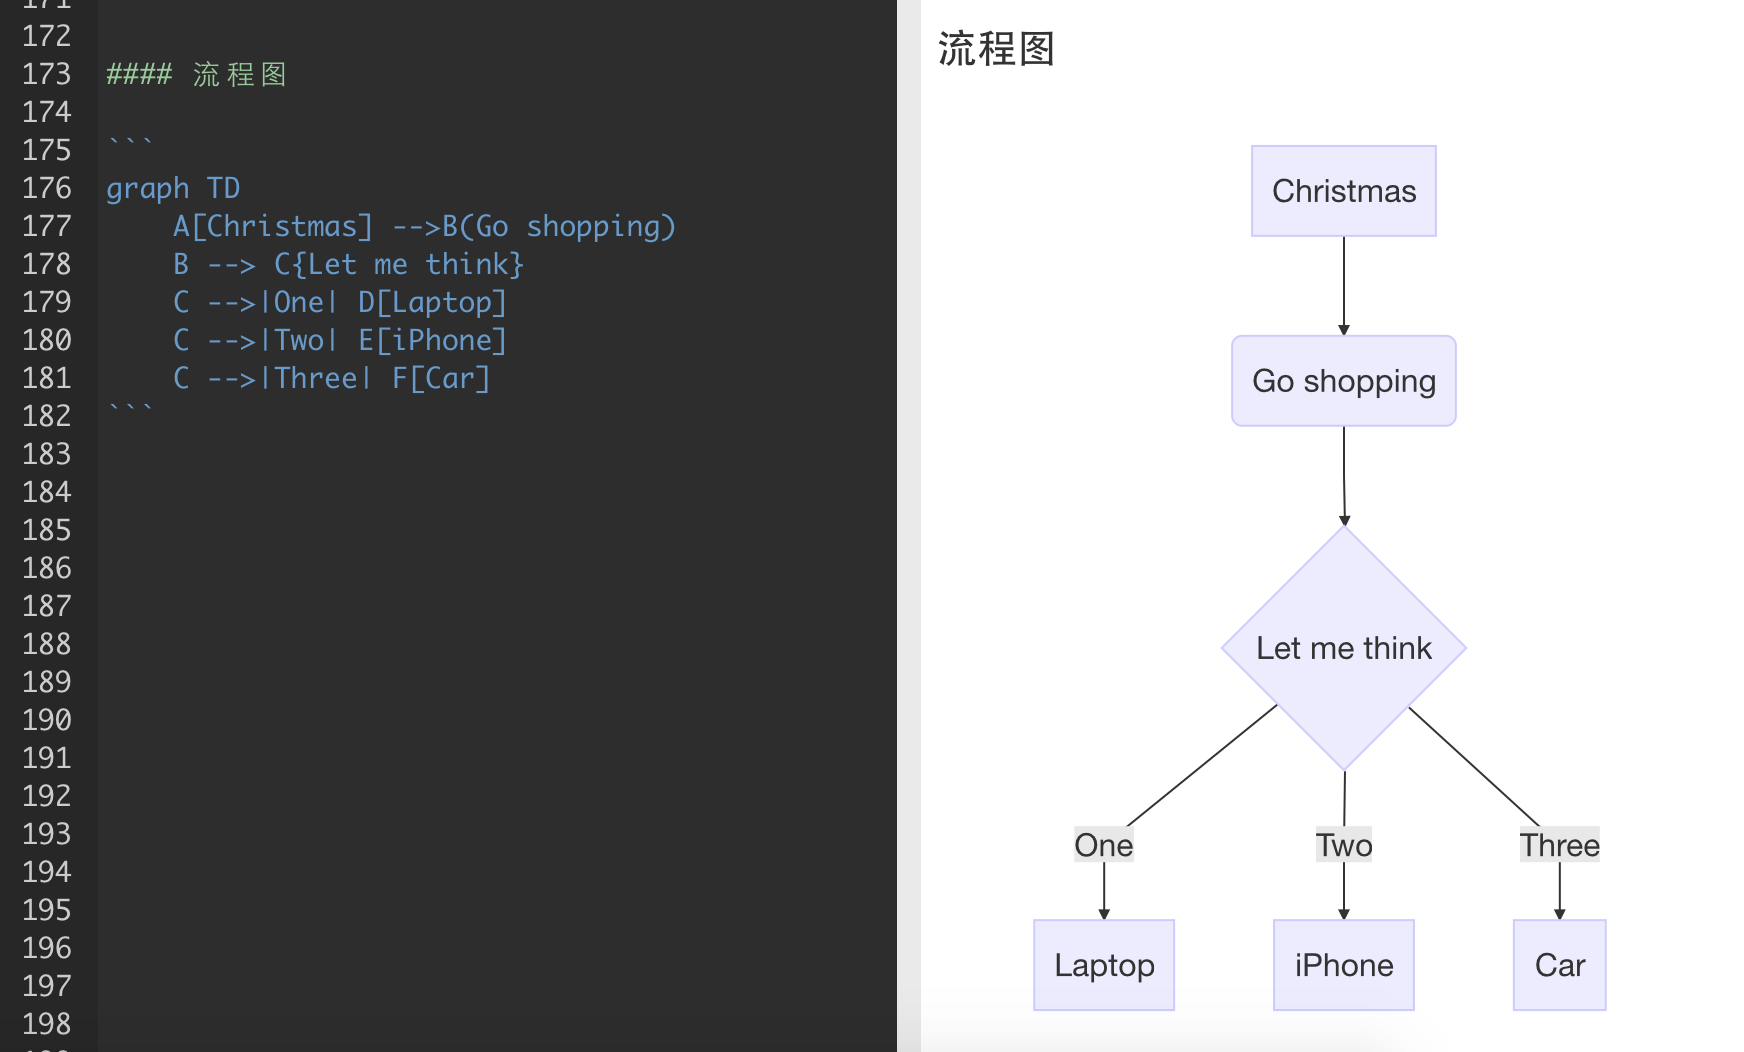 171
172
173 #### 流程图
174
175 ```
176 graph TD
177     A[Christmas] -->B(Go shopping)
178     B --> C{Let me think}
179     C -->|One| D[Laptop]
180     C -->|Two| E[iPhone]
181     C -->|Three| F[Car]
182 ```
183
184
185
186
187
188
189
190
191
192
193
194
195
196
197
198
流程图
Christmas
Go shopping
Let me think
One Two Three
Laptop iPhone Car